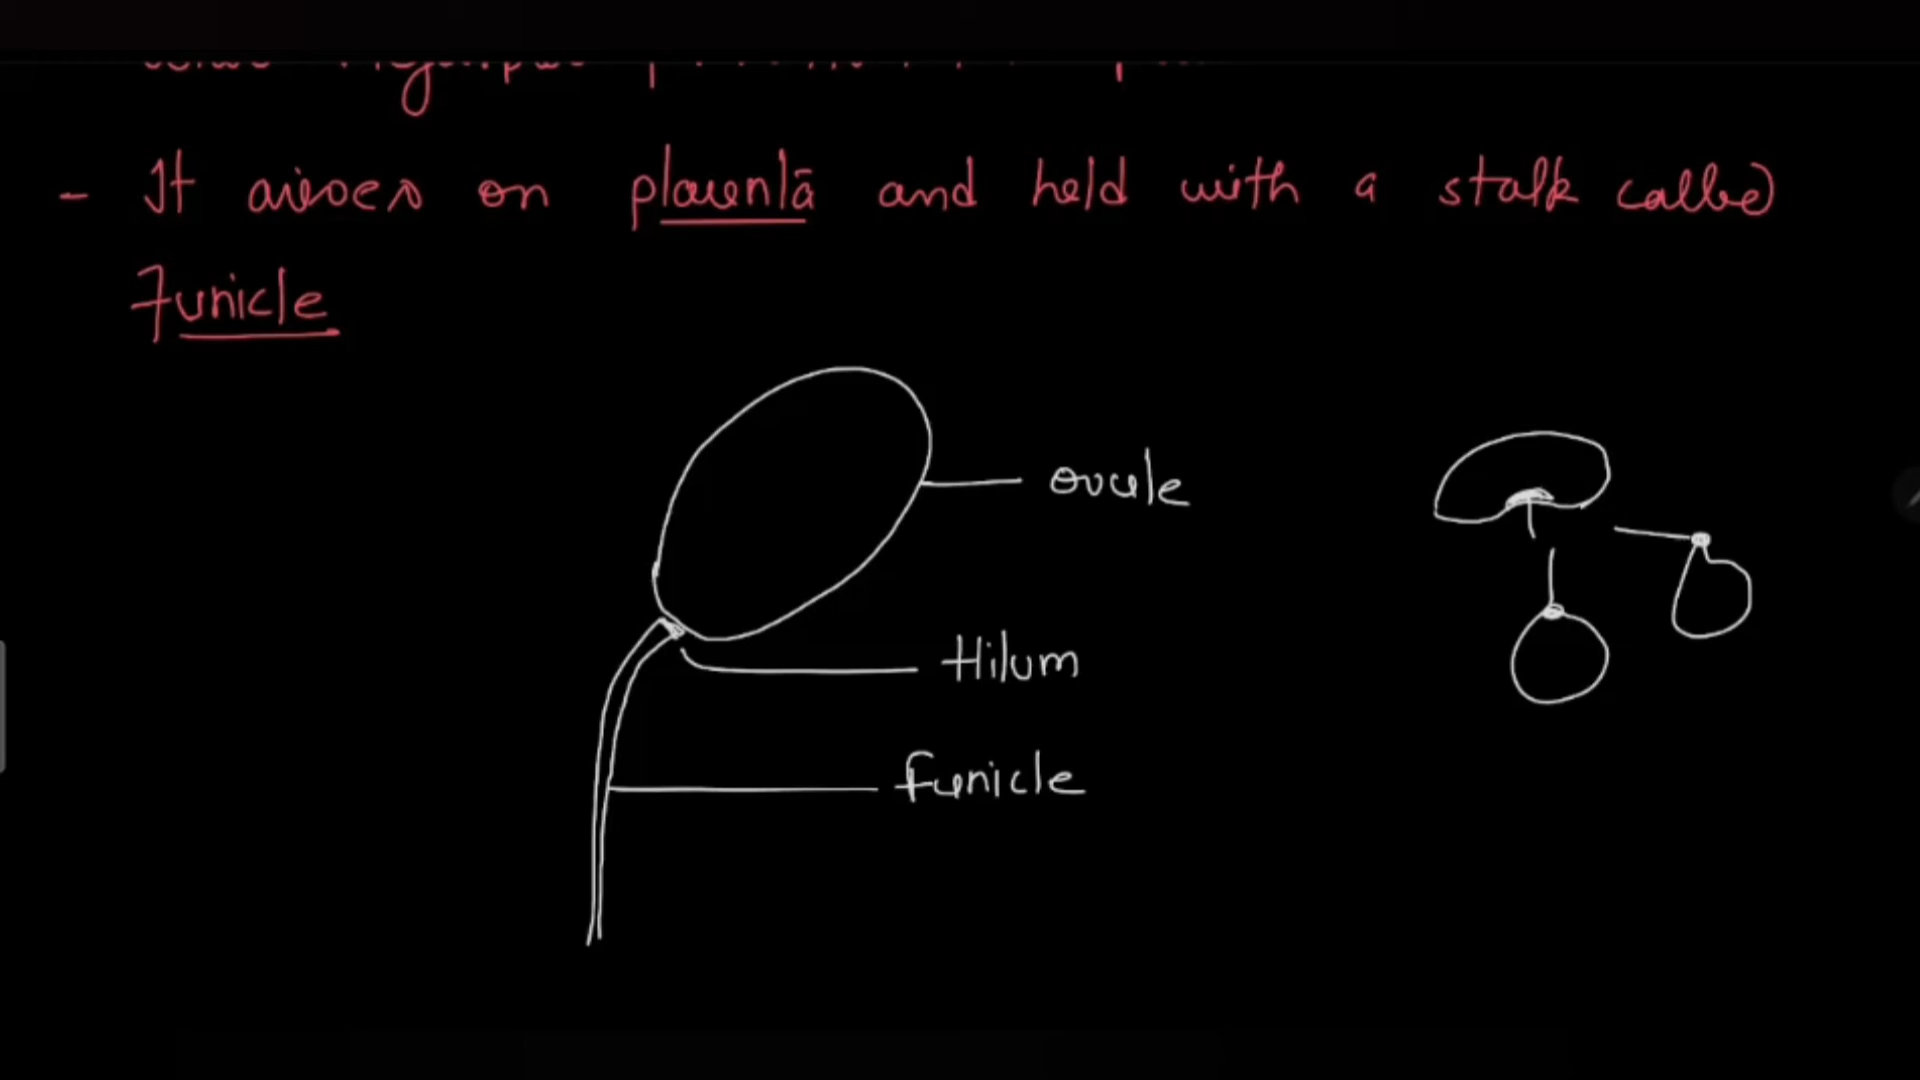 - It arises on placenta and held with a stalk called
Funicle
ovule
Hilum
funicle